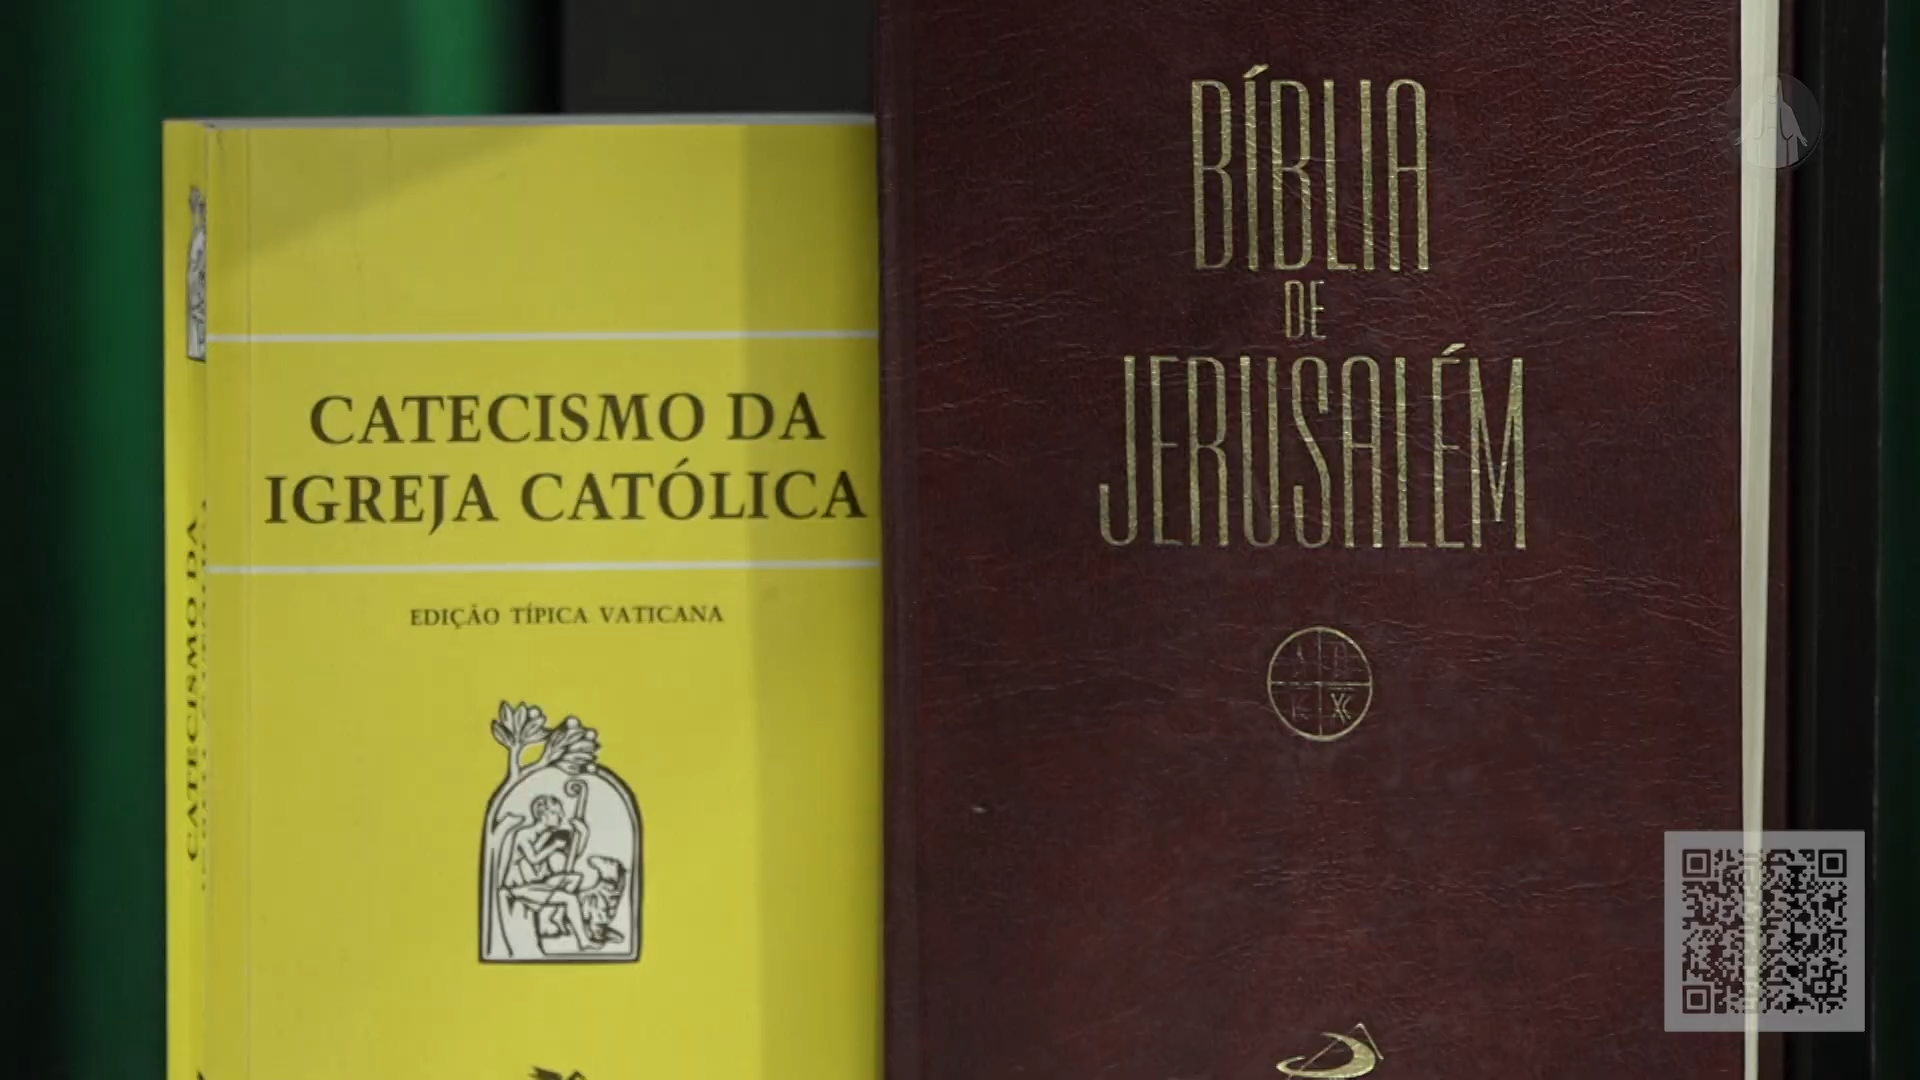 CATECISMO DA
IGREJA CATÓLICA
EDIÇÃO TÍPICA VATICANA
CATECISMO DA
BÍBLIA
DE
JERUSALÉM